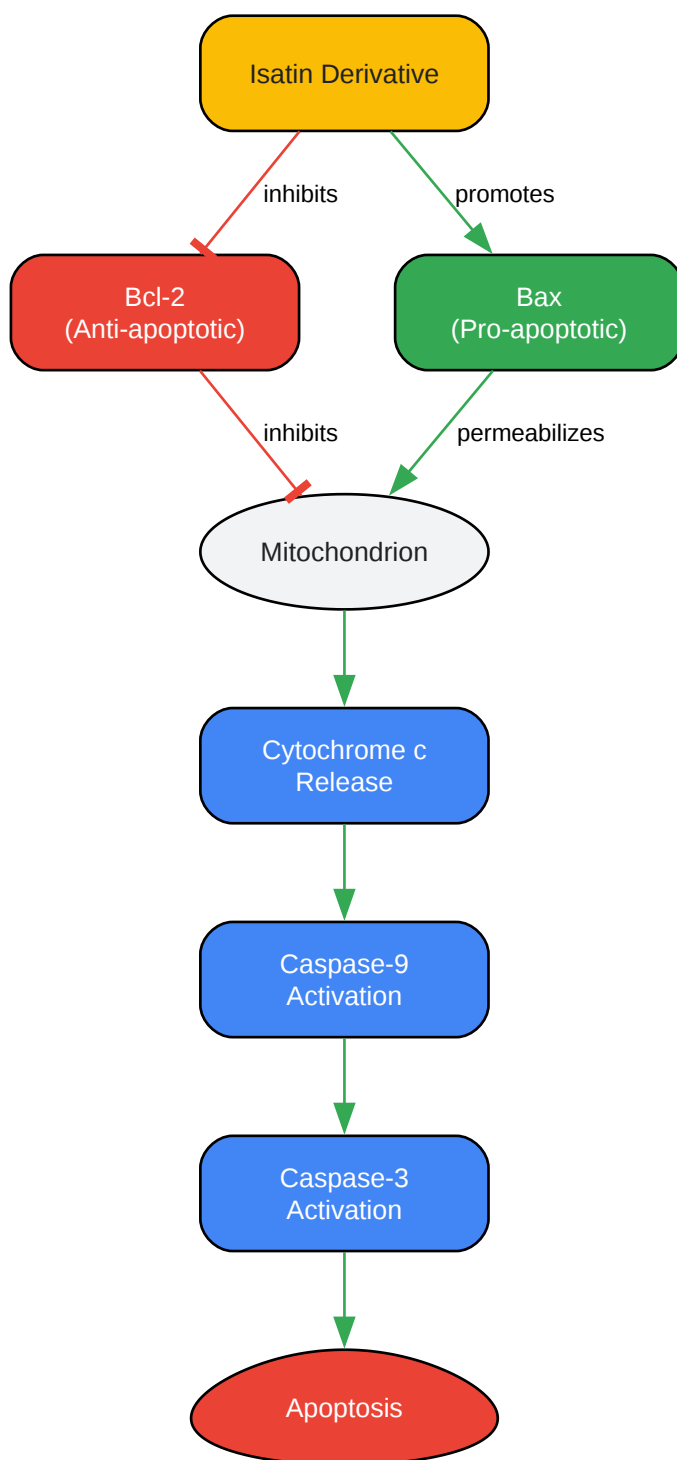 Isatin Derivative
inhibits
promotes
Bcl-2
(Anti-apoptotic)
Bax
(Pro-apoptotic)
inhibits
permeabilizes
Mitochondrion
Cytochrome c
Release
Caspase-9
Activation
Caspase-3
Activation
Apoptosis